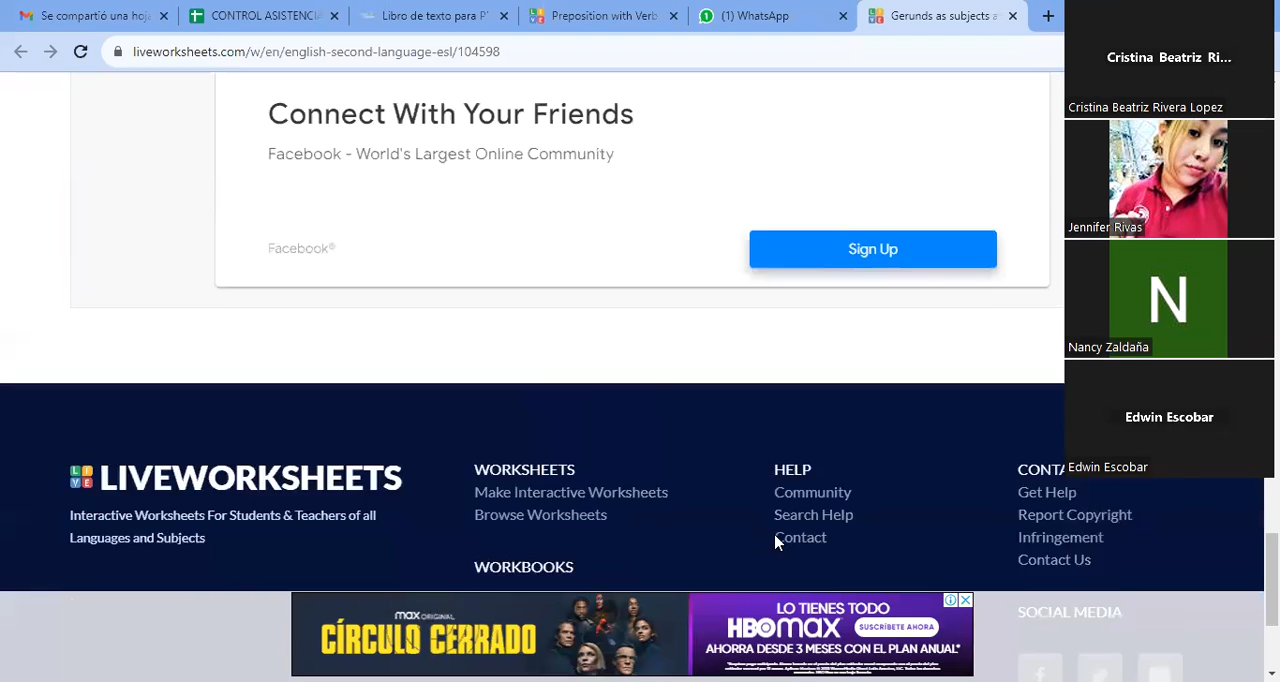 Se compartió una hoja
CONTROL ASISTENCIA
Libro de texto para P
Preposition with Verb
(1) WhatsApp
Gerunds as subjects a
liveworksheets.com/w/en/english-second-language-esl/104598
Cristina Beatriz Ri...
Cristina Beatriz Rivera Lopez
Jennifer Rivas
N
Nancy Zaldaña
Edwin Escobar
Edwin Escobar
Connect With Your Friends
Facebook - World's Largest Online Community
Facebook®
Sign Up
LIVE
LIVEWORKSHEETS
Interactive Worksheets For Students & Teachers of all
Languages and Subjects
WORKSHEETS
Make Interactive Worksheets
Browse Worksheets
WORKBOOKS
HELP
Community
Search Help
Contact
CONTA
Get Help
Report Copyright
Infringement
Contact Us
SOCIAL MEDIA
max ORIGINAL
CÍRCULO CERRADO
LO TIENES TODO
HBOMAX
SUSCRÍBETE AHORA
AHORA DESDE 3 MESES CON EL PLAN ANUAL*